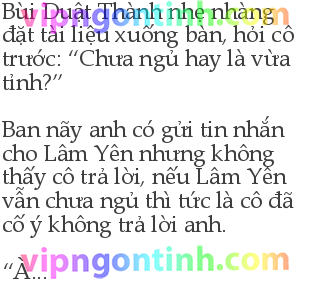 Bùi Duật Thành nhẹ nhàng
đặt tài liệu xuống bàn, hỏi cô
trước: “Chưa ngủ hay là vừa
tỉnh?”
Ban nãy anh có gửi tin nhắn
cho Lâm Yên nhưng không
thấy cô trả lời, nếu Lâm Yên
vẫn chưa ngủ thì tức là cô đã
cố ý không trả lời anh.
“À...
vipngontinh.com
vipngontinh.com